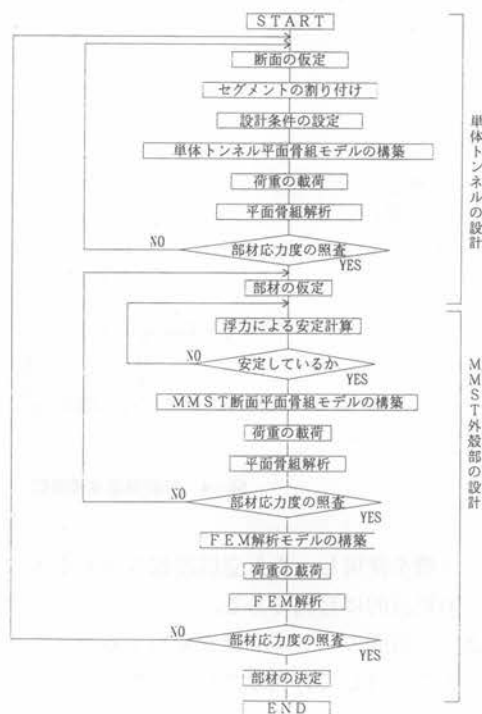 START
断面の仮定
セグメントの割り付け
設計条件の設定
単体トンネル平面骨組モデルの構築
荷重の載荷
平面骨組解析
NO
部材応力度の照査
YES
部材の仮定
浮力による安定計算
NO
安定しているか
YES
MMST断面平面骨組モデルの構築
荷重の載荷
平面骨組解析
NO
部材応力度の照査
YES
FEM解析モデルの構築
荷重の載荷
FEM解析
NO
部材応力度の照査
YES
部材の決定
END
単体トンネルの設計
MMST外殻部の設計